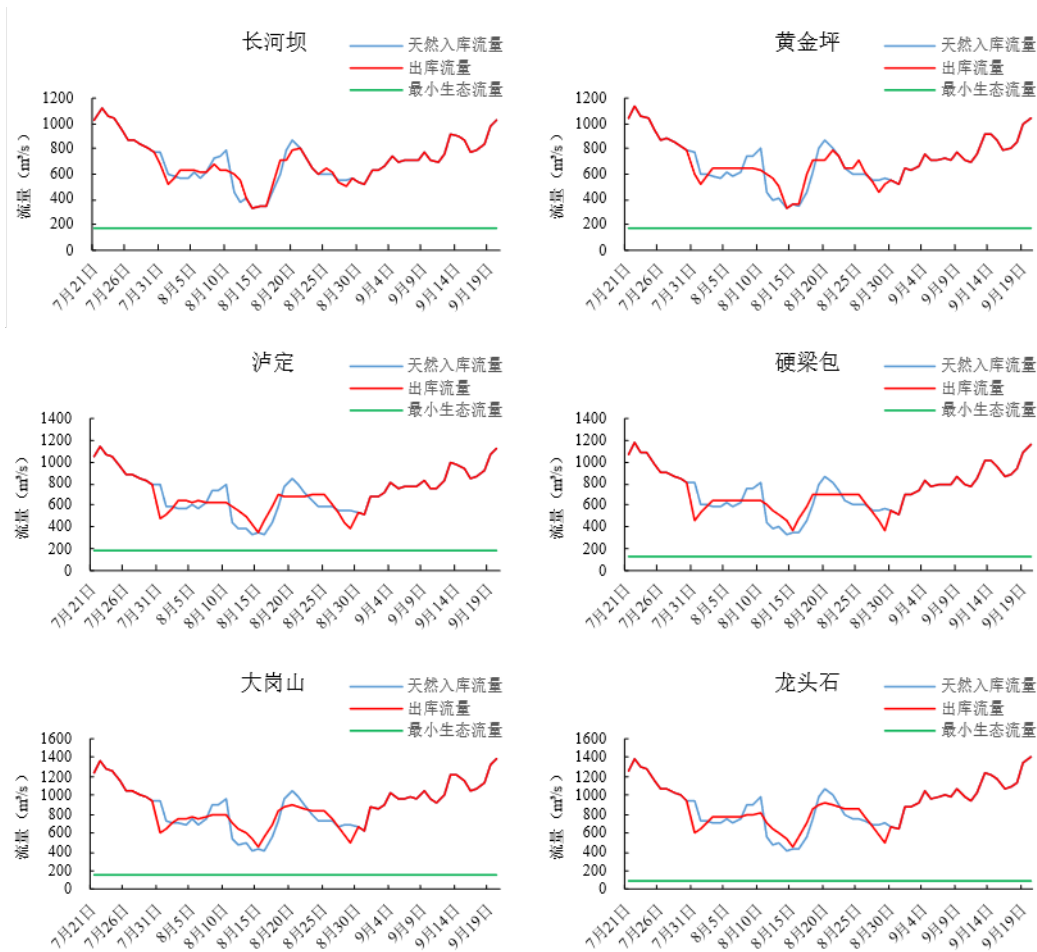 长河坝
天然入库流量
出库流量
最小生态流量
流量（m³/s）
1200
1000
800
600
400
200
0
7月21日
7月26日
7月31日
8月5日
8月10日
8月15日
8月20日
8月25日
8月30日
9月4日
9月9日
9月14日
9月19日
黄金坪
天然入库流量
出库流量
最小生态流量
流量（m³/s）
1200
1000
800
600
400
200
0
7月21日
7月26日
7月31日
8月5日
8月10日
8月15日
8月20日
8月25日
8月30日
9月4日
9月9日
9月14日
9月19日
泸定
天然入库流量
出库流量
最小生态流量
流量（m³/s）
1400
1200
1000
800
600
400
200
0
7月21日
7月26日
7月31日
8月5日
8月10日
8月15日
8月20日
8月25日
8月30日
9月4日
9月9日
9月14日
9月19日
硬梁包
天然入库流量
出库流量
最小生态流量
流量（m³/s）
1400
1200
1000
800
600
400
200
0
7月21日
7月26日
7月31日
8月5日
8月10日
8月15日
8月20日
8月25日
8月30日
9月4日
9月9日
9月14日
9月19日
大岗山
天然入库流量
出库流量
最小生态流量
流量（m³/s）
1600
1400
1200
1000
800
600
400
200
0
7月21日
7月26日
7月31日
8月5日
8月10日
8月15日
8月20日
8月25日
8月30日
9月4日
9月9日
9月14日
9月19日
龙头石
天然入库流量
出库流量
最小生态流量
流量（m³/s）
1600
1400
1200
1000
800
600
400
200
0
7月21日
7月26日
7月31日
8月5日
8月10日
8月15日
8月20日
8月25日
8月30日
9月4日
9月9日
9月14日
9月19日